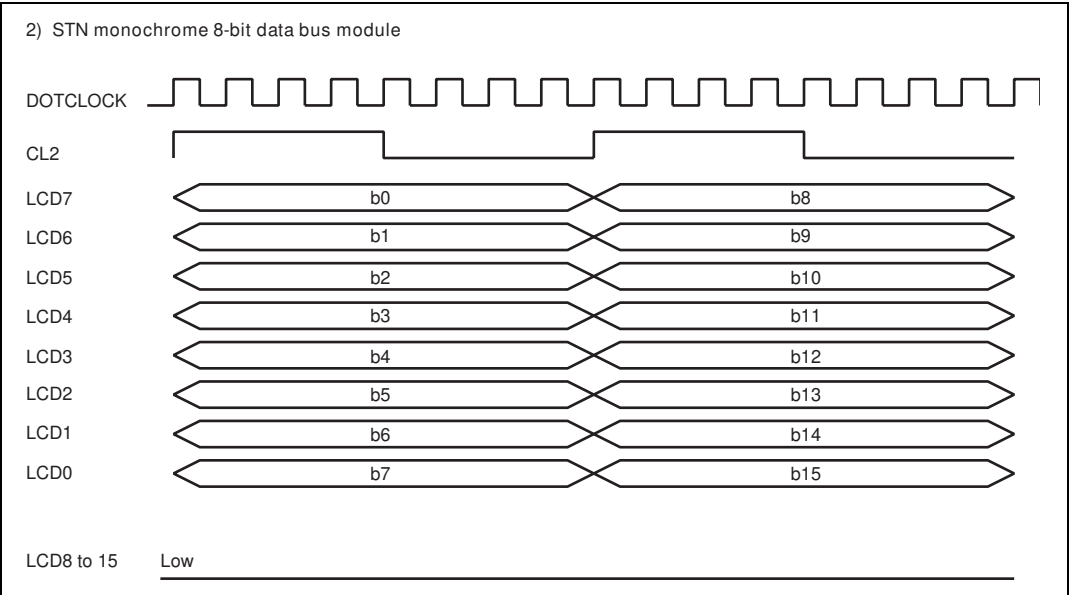 2) STN monochrome 8-bit data bus module
DOTCLOCK
CL2
LCD7 b0 b8
LCD6 b1 b9
LCD5 b2 b10
LCD4 b3 b11
LCD3 b4 b12
LCD2 b5 b13
LCD1 b6 b14
LCD0 b7 b15
LCD8 to 15 Low